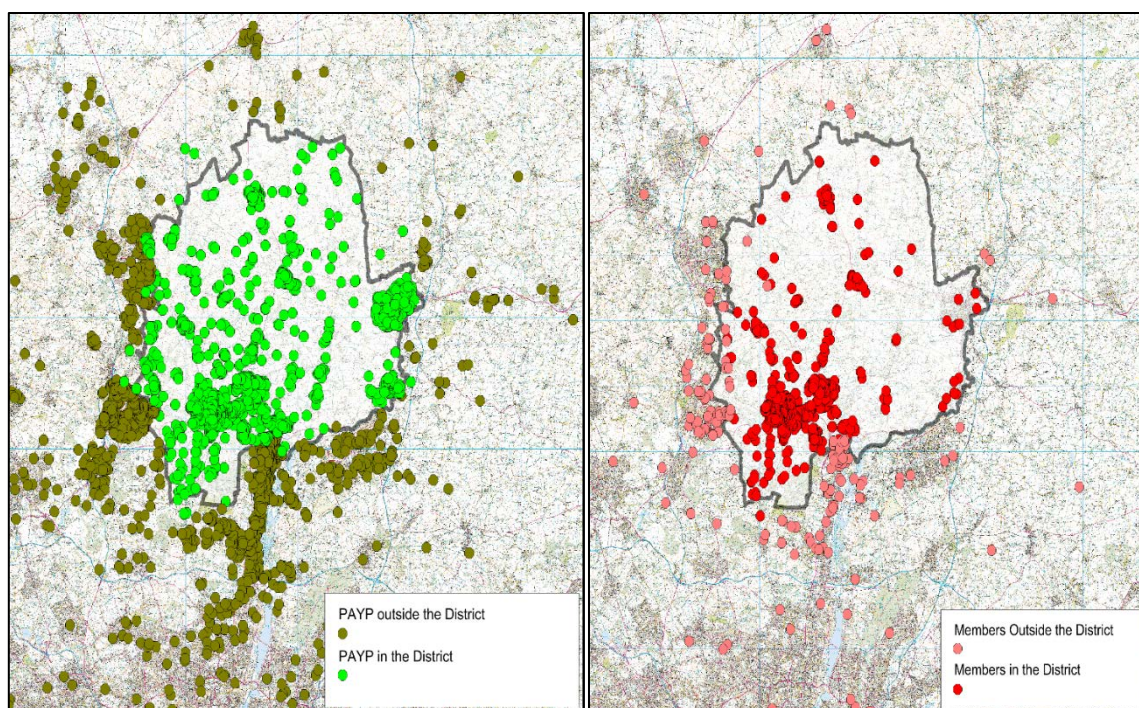 PAYP outside the District
PAYP in the District
Members Outside the District
Members in the District